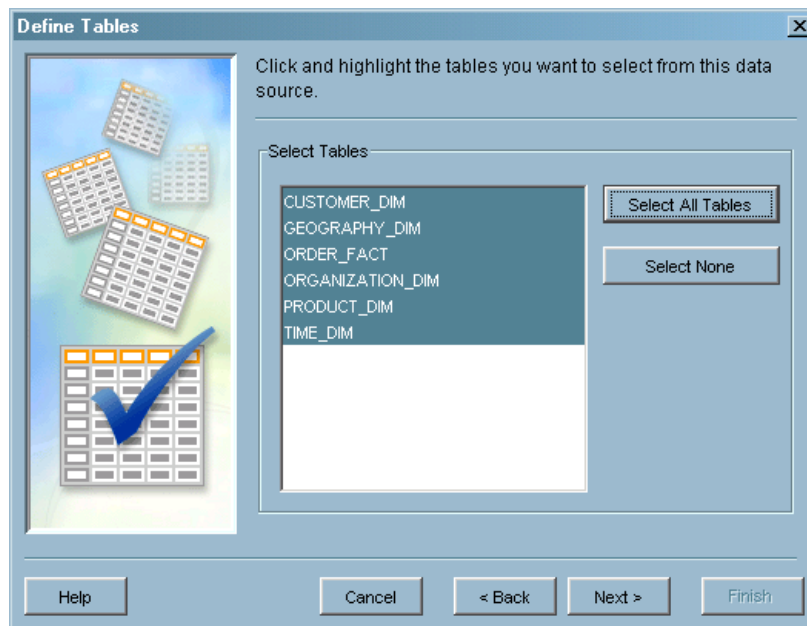 Define Tables
Click and highlight the tables you want to select from this data
source.
Select Tables
CUSTOMER_DIM
GEOGRAPHY_DIM
ORDER_FACT
ORGANIZATION_DIM
PRODUCT_DIM
TIME_DIM
Select All Tables
Select None
Help
Cancel
< Back
Next >
Finish